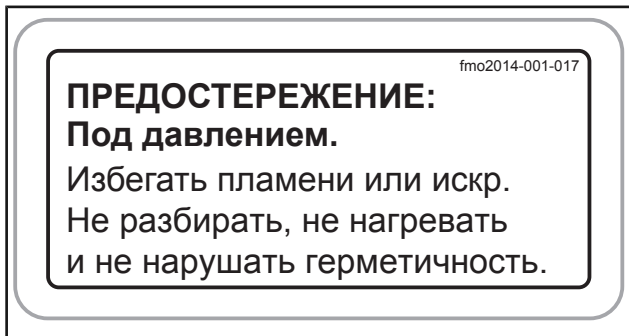 fmo2014-001-017
ПРЕДОСТЕРЕЖЕНИЕ:
Под давлением.
Избегать пламени или искр.
Не разбирать, не нагревать
и не нарушать герметичность.